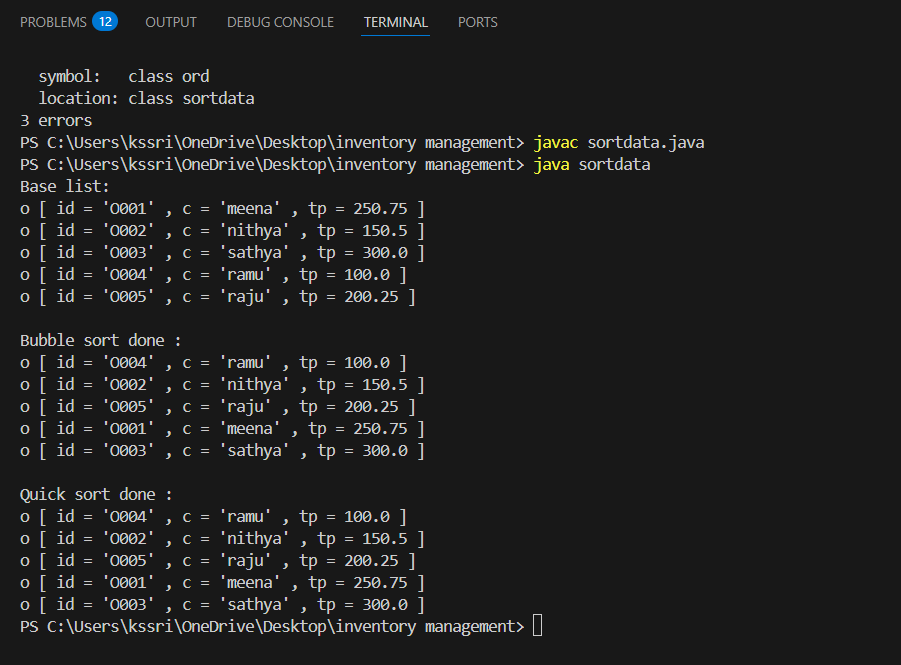 PROBLEMS 12 OUTPUT DEBUG CONSOLE TERMINAL PORTS
symbol: class ord
location: class sortdata
3 errors
PS C:\Users\kssri\OneDrive\Desktop\inventory management> javac sortdata.java
PS C:\Users\kssri\OneDrive\Desktop\inventory management> java sortdata
Base list:
o [ id = 'O001' , c = 'meena' , tp = 250.75 ]
o [ id = 'O002' , c = 'nithya' , tp = 150.5 ]
o [ id = 'O003' , c = 'sathya' , tp = 300.0 ]
o [ id = 'O004' , c = 'ramu' , tp = 100.0 ]
o [ id = 'O005' , c = 'raju' , tp = 200.25 ]

Bubble sort done :
o [ id = 'O004' , c = 'ramu' , tp = 100.0 ]
o [ id = 'O002' , c = 'nithya' , tp = 150.5 ]
o [ id = 'O005' , c = 'raju' , tp = 200.25 ]
o [ id = 'O001' , c = 'meena' , tp = 250.75 ]
o [ id = 'O003' , c = 'sathya' , tp = 300.0 ]

Quick sort done :
o [ id = 'O004' , c = 'ramu' , tp = 100.0 ]
o [ id = 'O002' , c = 'nithya' , tp = 150.5 ]
o [ id = 'O005' , c = 'raju' , tp = 200.25 ]
o [ id = 'O001' , c = 'meena' , tp = 250.75 ]
o [ id = 'O003' , c = 'sathya' , tp = 300.0 ]
PS C:\Users\kssri\OneDrive\Desktop\inventory management>